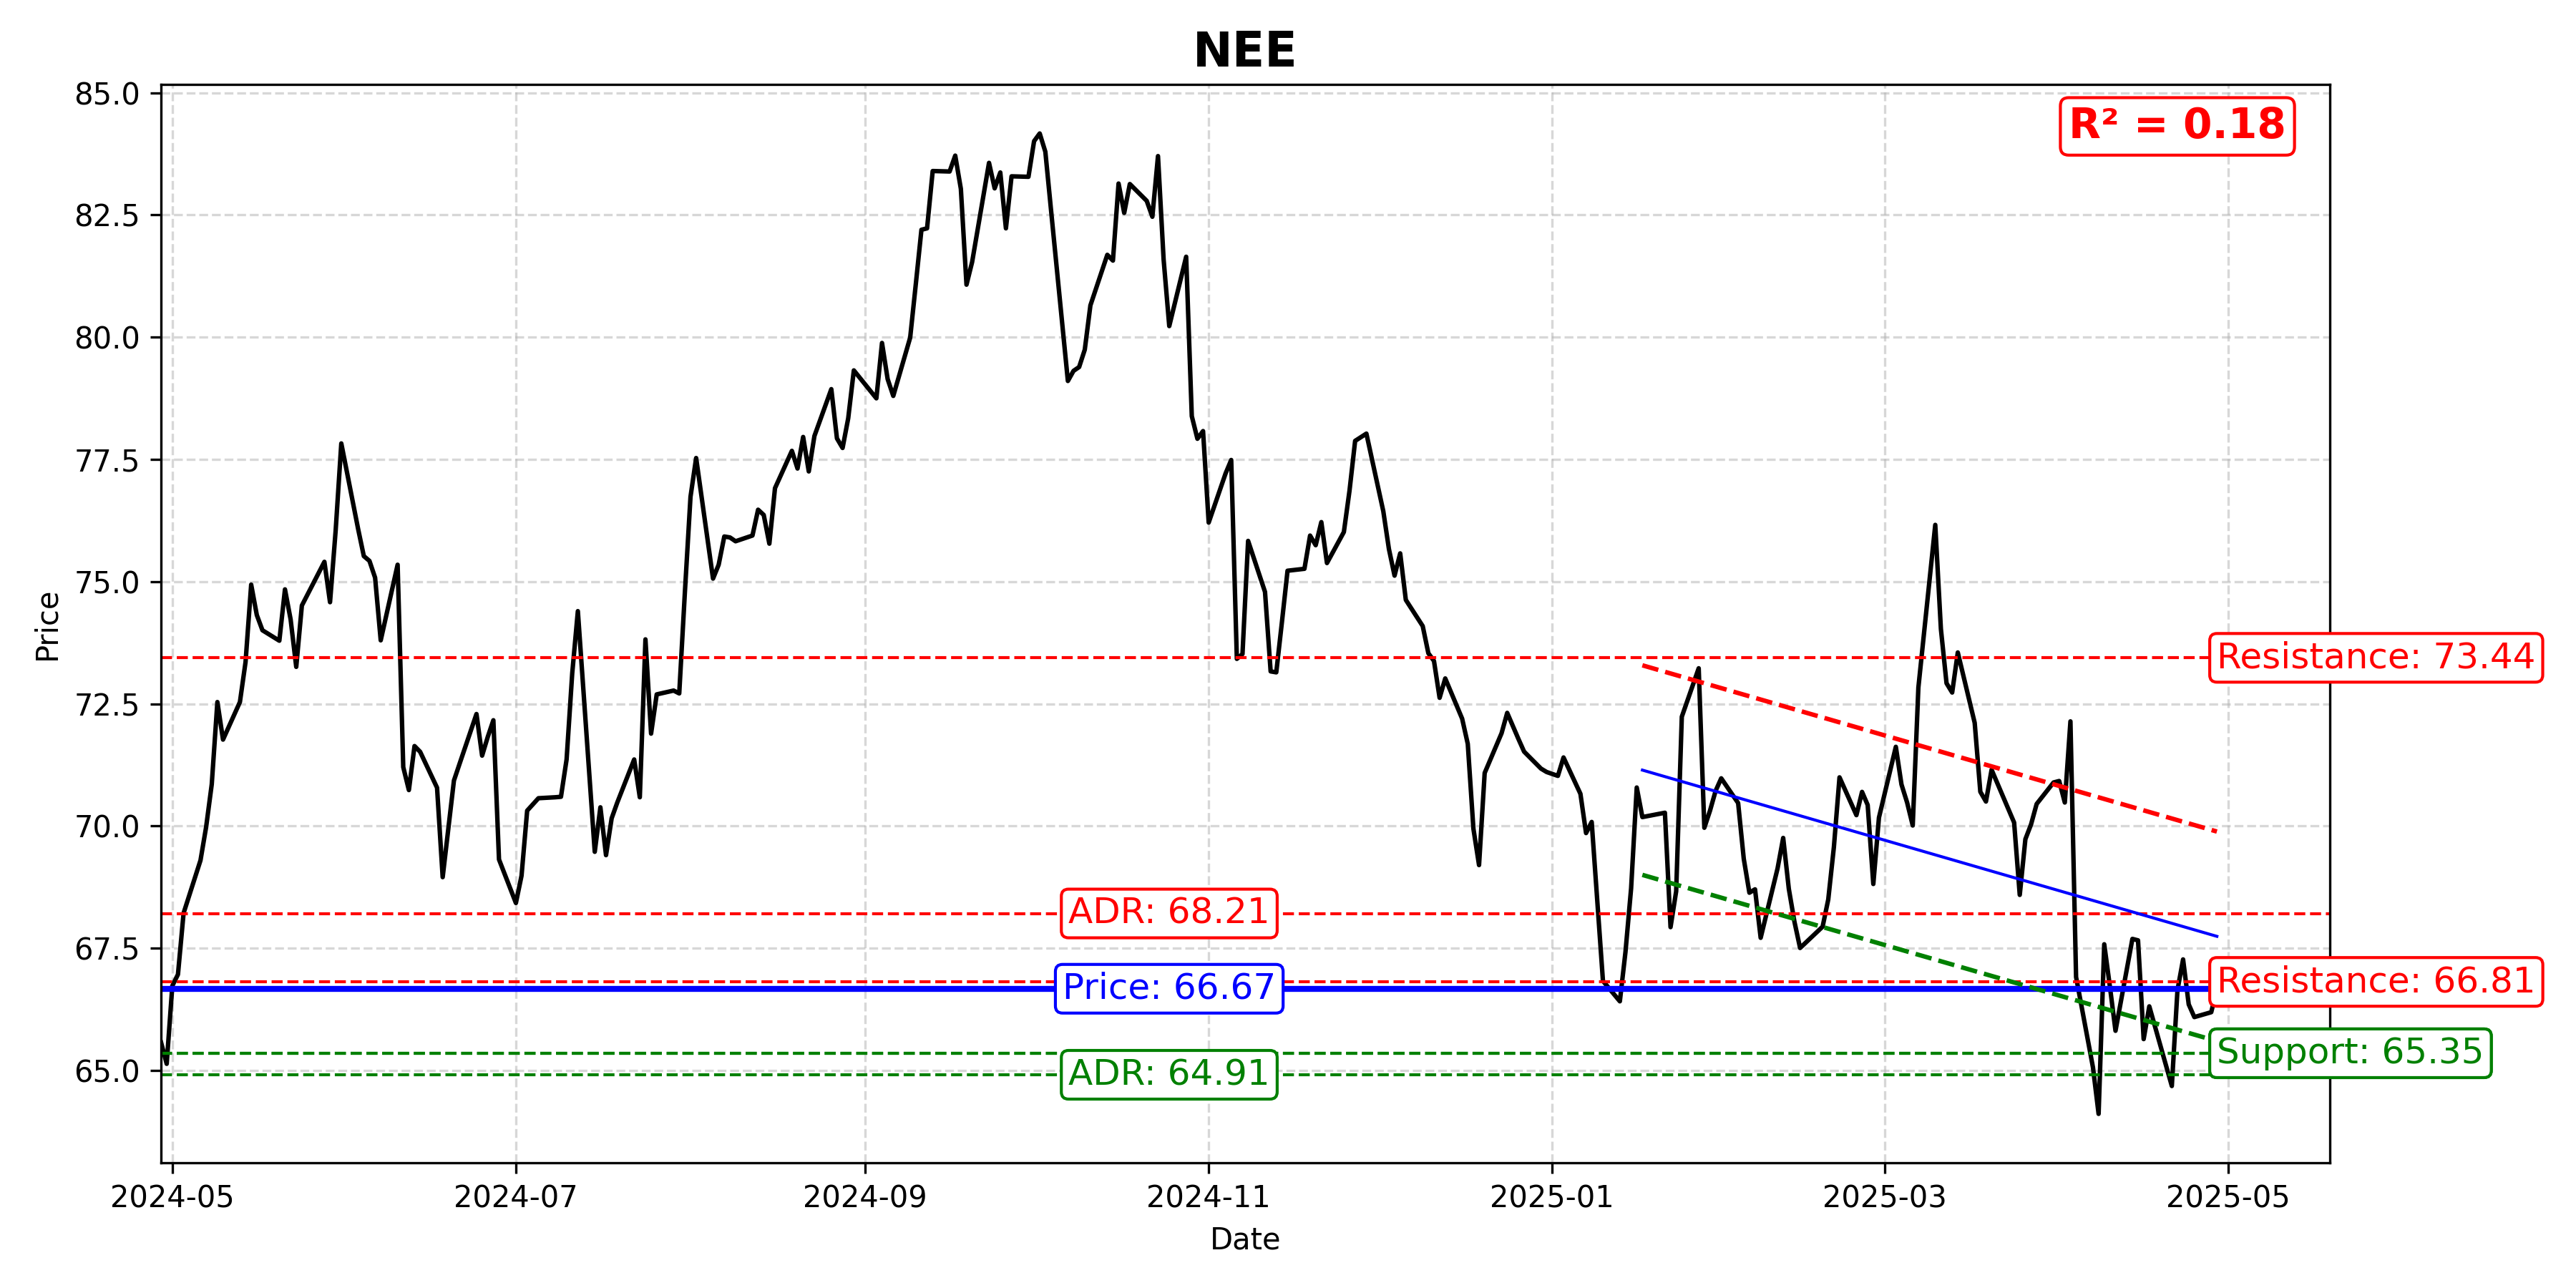 NEE
R² = 0.18
Price
85.0
82.5
80.0
77.5
75.0
72.5
70.0
67.5
65.0
Resistance: 73.44
ADR: 68.21
Resistance: 66.81
Price: 66.67
Support: 65.35
ADR: 64.91
2024-05 2024-07 2024-09 2024-11 2025-01 2025-03 2025-05
Date